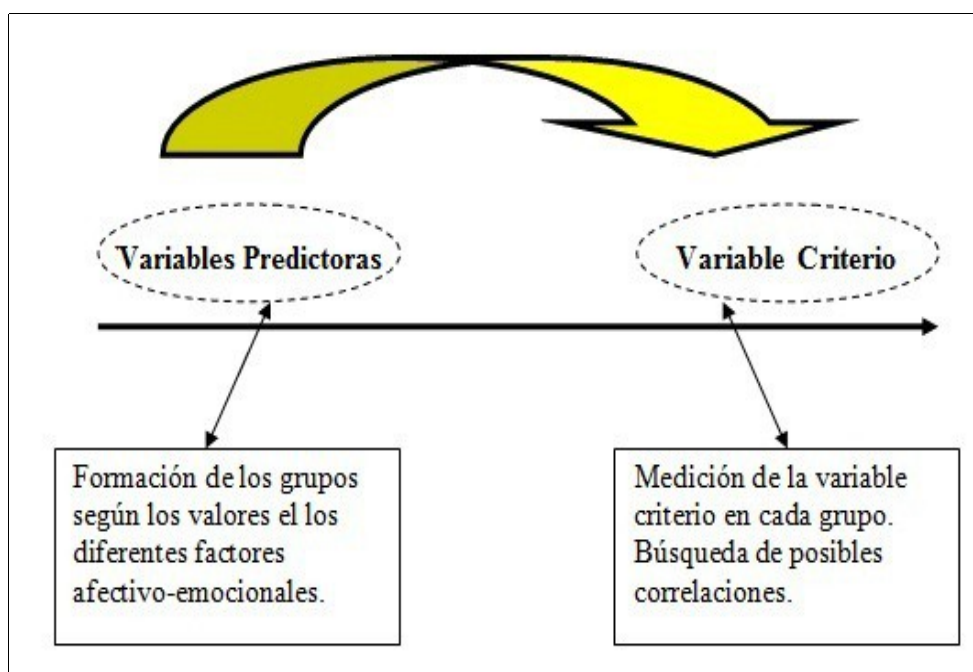 Variables Predictoras
Variable Criterio
Formación de los grupos
según los valores el los
diferentes factores
afectivo-emocionales.
Medición de la variable
criterio en cada grupo.
Búsqueda de posibles
correlaciones.